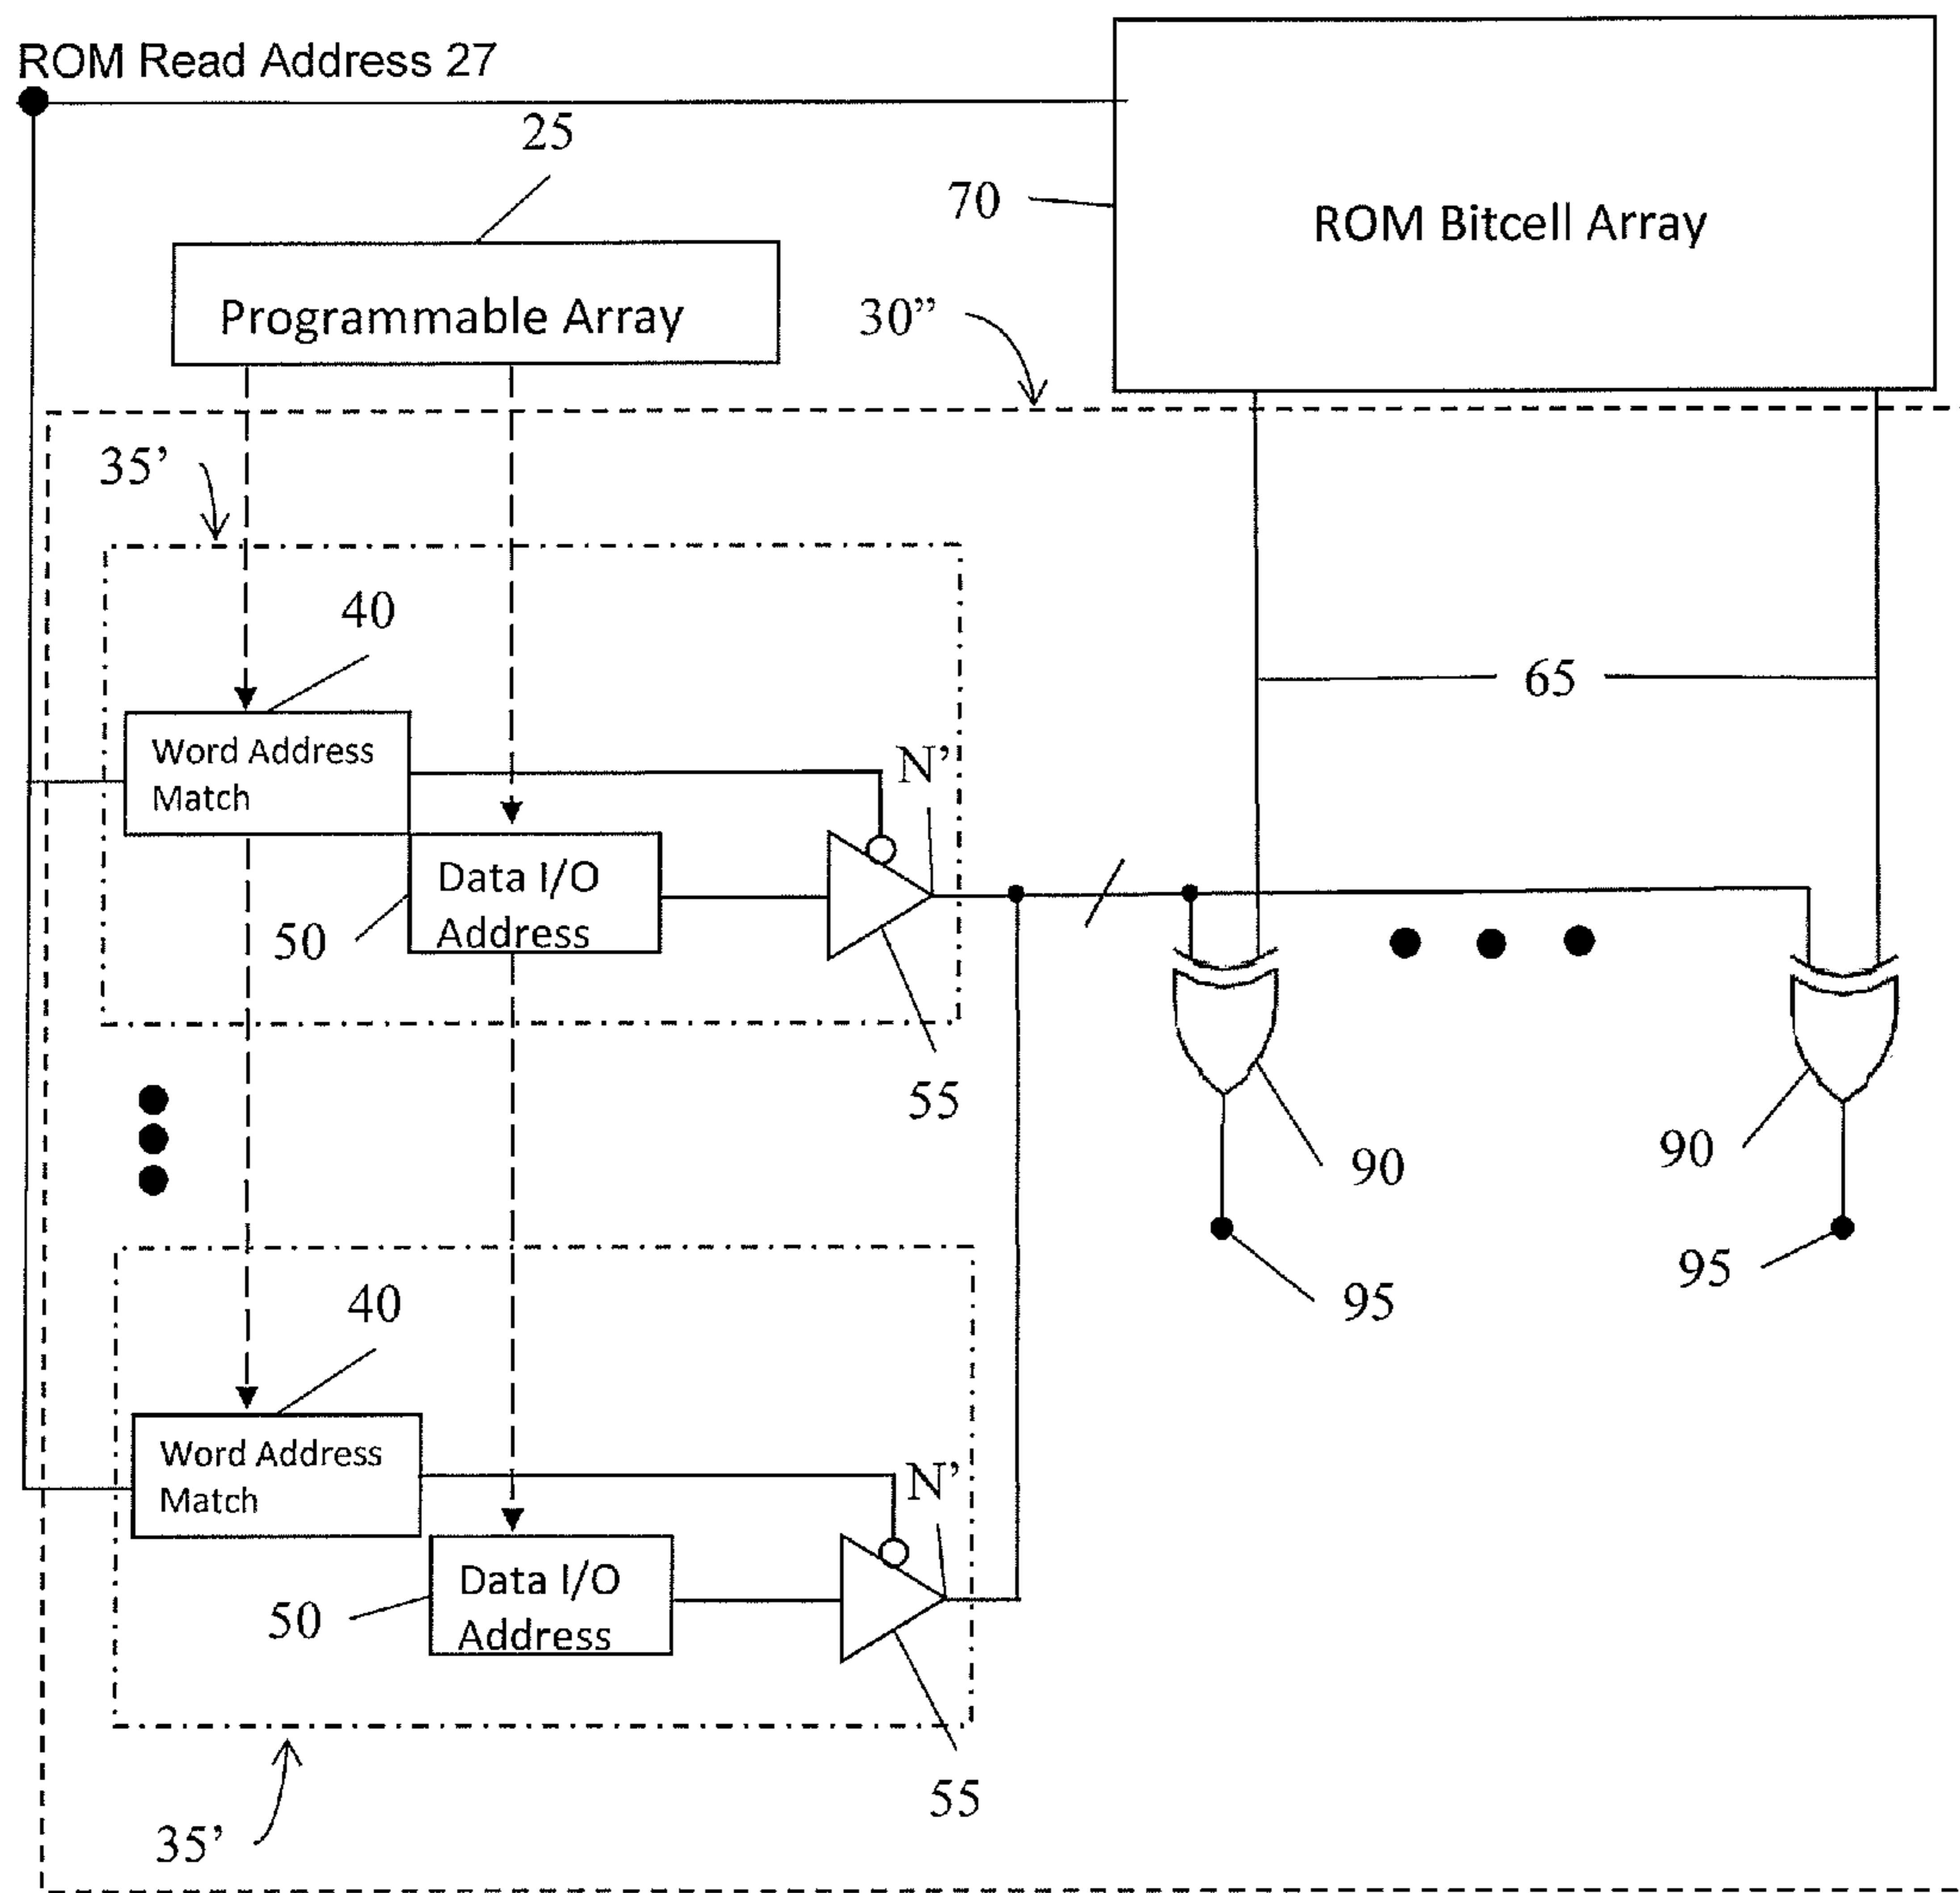 ROM Read Address 27
25
70
ROM Bitcell Array
Programmable Array
30”
35’
40
65
Word Address
Match
N’
Data I/O
Address
50
55
90
90
95
95
40
Word Address
Match
N’
Data I/O
Address
50
55
35’